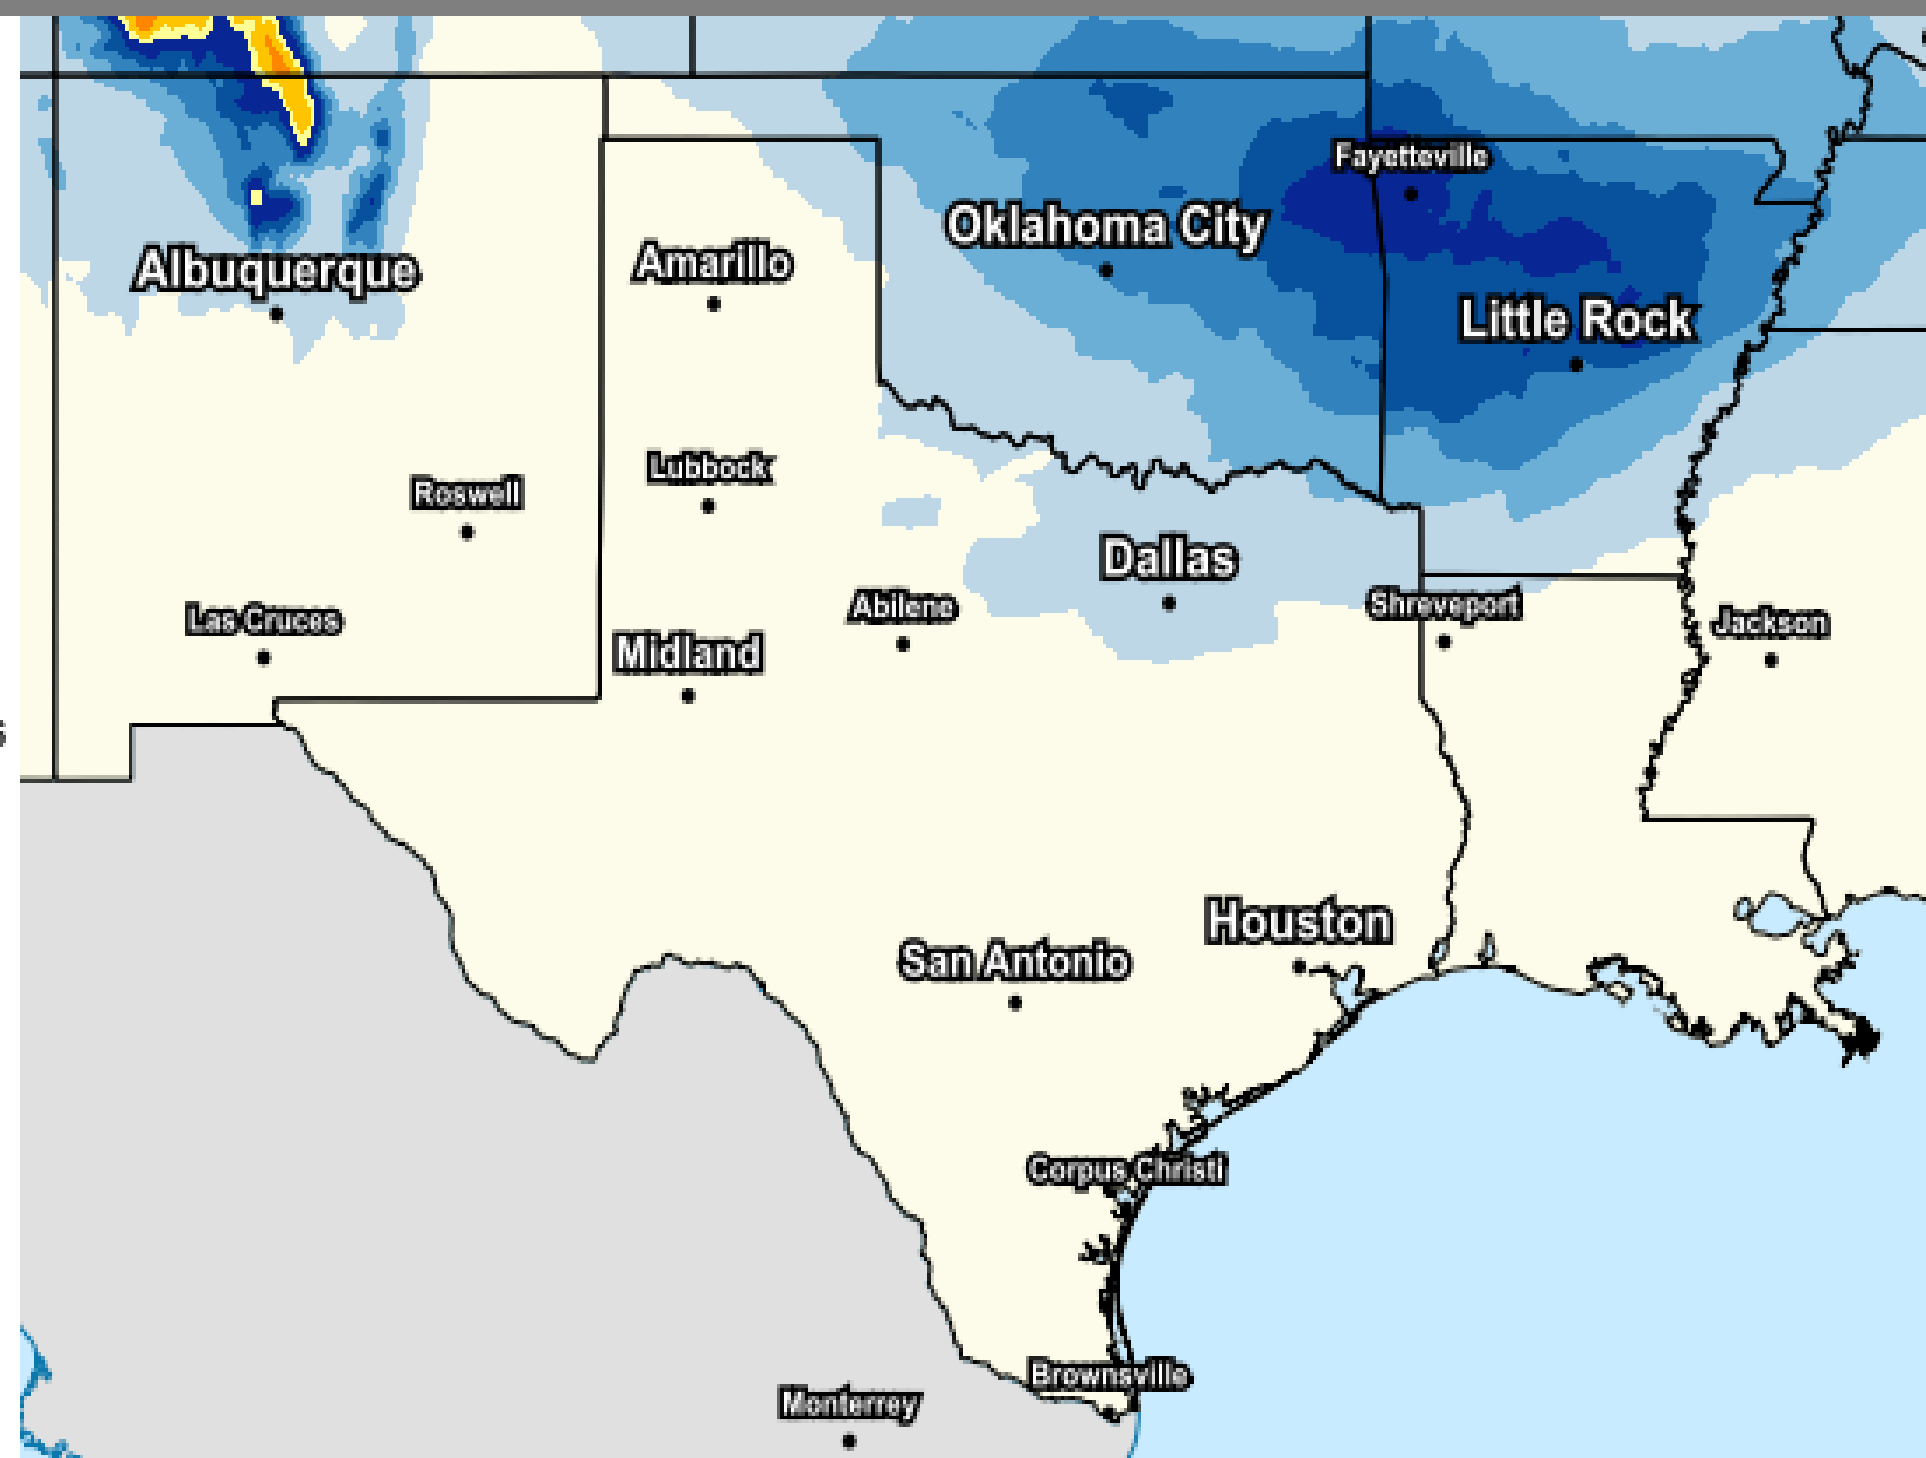 Fayetteville
Oklahoma City
Albuquerque
Amarillo
Little Rock
Lubbock
Roswell
Dallas
Las Cruces
Abilene
Shreveport
Jackson
Midland
Houston
San Antonio
Corpus Christi
Brownsville
Monterrey